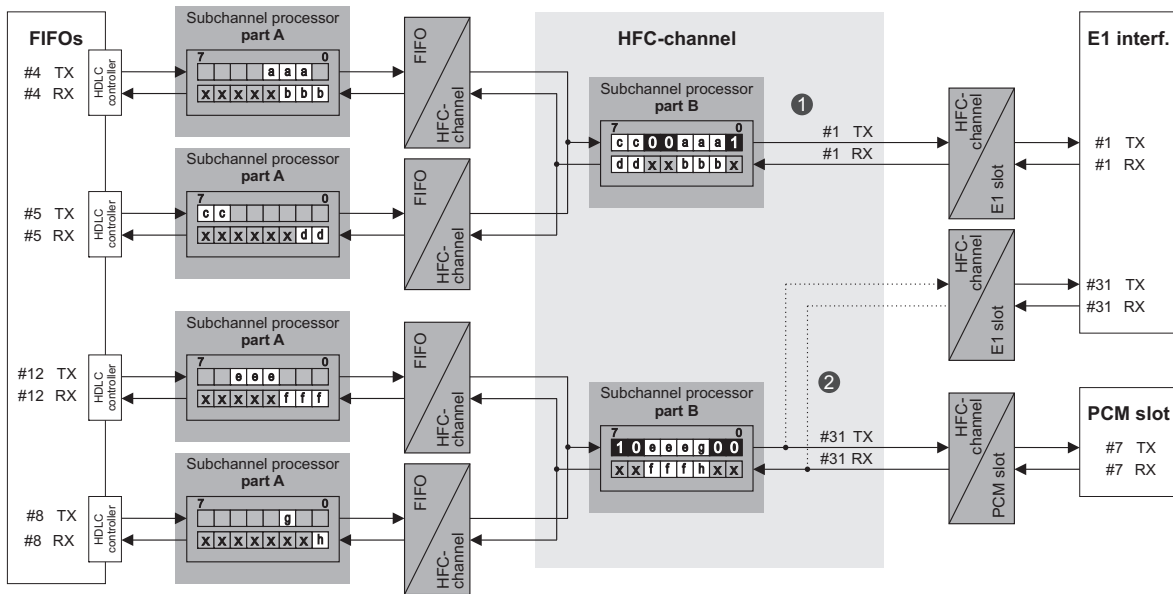 FIFOs
#4 TX
#4 RX
HDLC
controller
Subchannel processor
part A
7 0
a a a
x x x x x b b b
FIFO
HFC-
channel
#5 TX
#5 RX
HDLC
controller
Subchannel processor
part A
7 0
c c
x x x x x x d d
FIFO
HFC-
channel
#12 TX
#12 RX
HDLC
controller
Subchannel processor
part A
7 0
e e e
x x x x x f f f
FIFO
HFC-
channel
#8 TX
#8 RX
HDLC
controller
Subchannel processor
part A
7 0
g
x x x x x x x h
FIFO
HFC-
channel
HFC-channel
Subchannel processor
part B
7 0
c c 0 0 a a a 1
d d x x b b b x
1
#1 TX
#1 RX
Subchannel processor
part B
7 0
1 0 e e e g 0 0
x x f f f h x x
2
#31 TX
#31 RX
HFC-
channel
E1 slot
HFC-
channel
E1 slot
HFC-
channel
PCM slot
E1 interf.
#1 TX
#1 RX
#31 TX
#31 RX
PCM slot
#7 TX
#7 RX